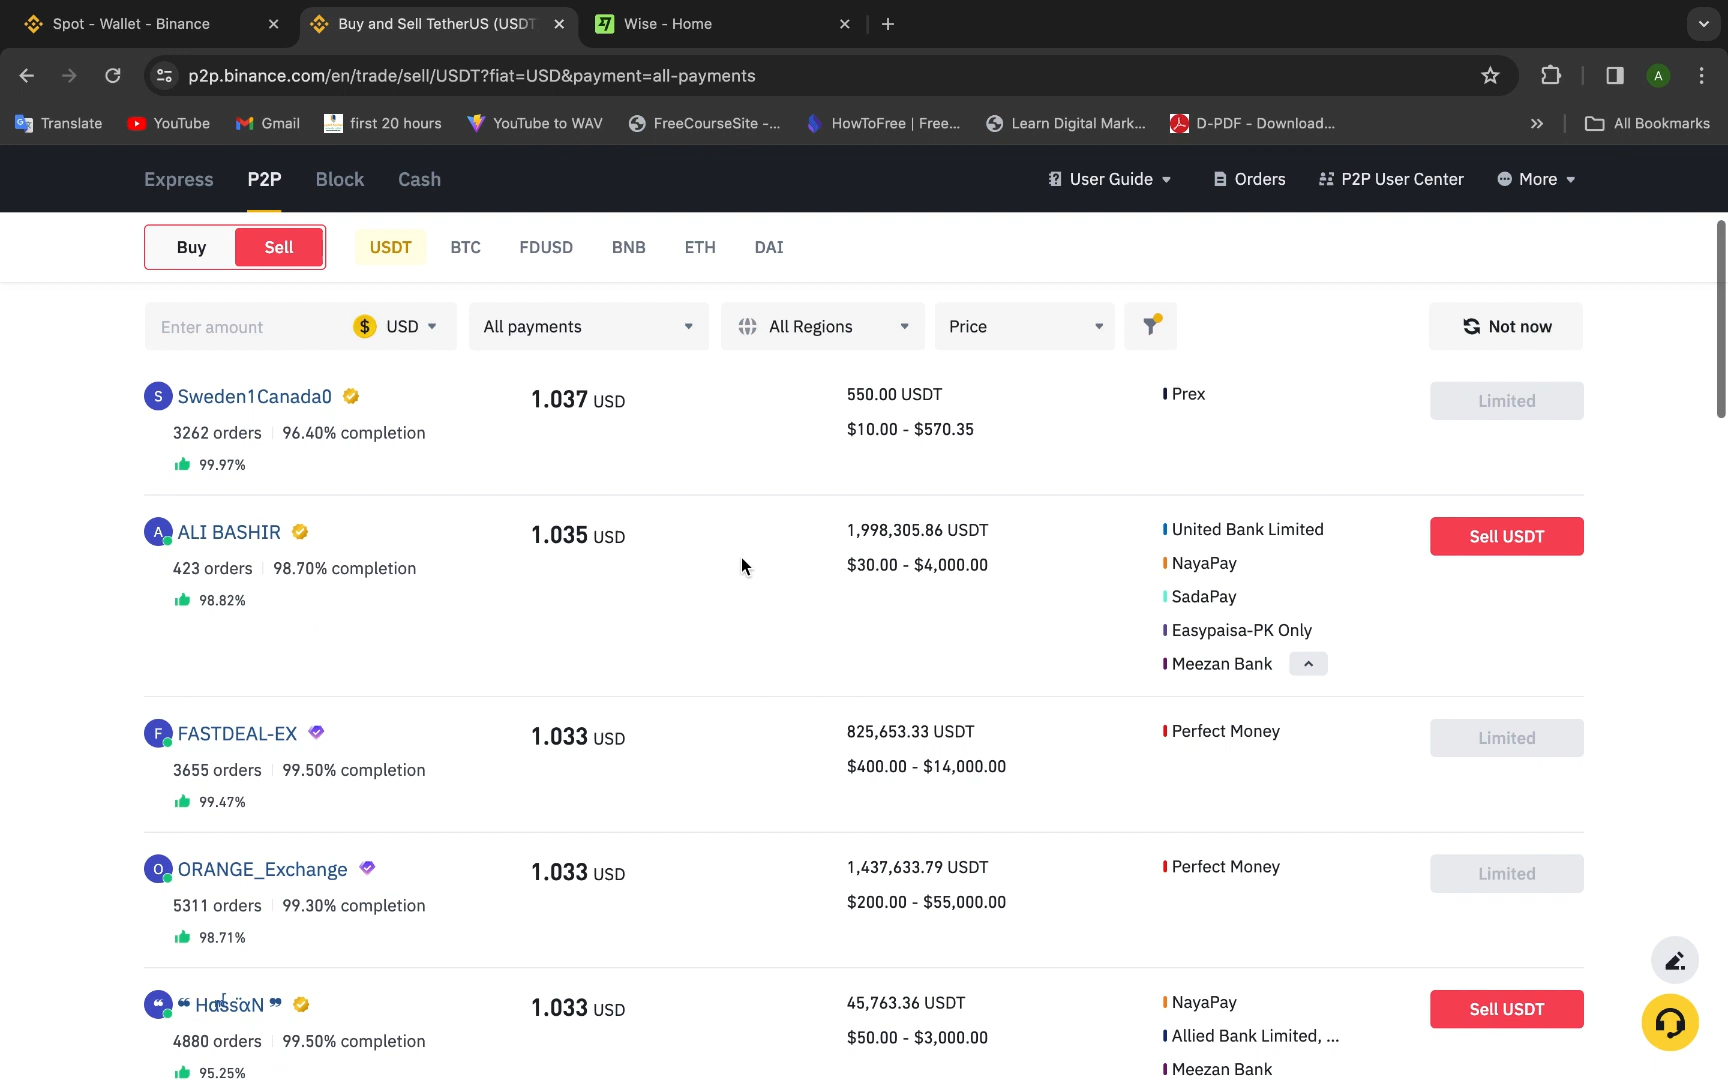 Spot - Wallet - Binance
Buy and Sell TetherUS (USDT
Wise - Home
p2p.binance.com/en/trade/sell/USDT?fiat=USD&payment=all-payments
A
Translate
YouTube
Gmail
first 20 hours
YouTube to WAV
FreeCourseSite -...
HowToFree | Free...
Learn Digital Mark...
D-PDF - Download...
All Bookmarks
Express
P2P
Block
Cash
User Guide
Orders
P2P User Center
More
Buy
Sell
USDT
BTC
FDUSD
BNB
ETH
DAI
Enter amount
$ USD
All payments
All Regions
Price
Not now
S Sweden1Canada0
1.037 USD
550.00 USDT
Prex
Limited
3262 orders | 96.40% completion
$10.00 - $570.35
99.97%
A ALI BASHIR
1.035 USD
1,998,305.86 USDT
United Bank Limited
Sell USDT
423 orders | 98.70% completion
$30.00 - $4,000.00
NayaPay
98.82%
SadaPay
Easypaisa-PK Only
Meezan Bank
F FASTDEAL-EX
1.033 USD
825,653.33 USDT
Perfect Money
Limited
3655 orders | 99.50% completion
$400.00 - $14,000.00
99.47%
O ORANGE_Exchange
1.033 USD
1,437,633.79 USDT
Perfect Money
Limited
5311 orders | 99.30% completion
$200.00 - $55,000.00
98.71%
1.033 USD
45,763.36 USDT
NayaPay
Sell USDT
4880 orders | 99.50% completion
$50.00 - $3,000.00
Allied Bank Limited, ...
95.25%
Meezan Bank